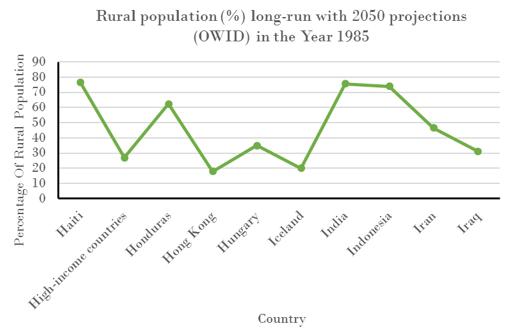 Rural population (%) long-run with 2050 projections
(OWID) in the Year 1985
Percentage Of Rural Population
90
80
70
60
50
40
30
20
10
0
Haiti
High-income countries
Honduras
Hong Kong
Hungary
Iceland
India
Indonesia
Iran
Iraq
Country